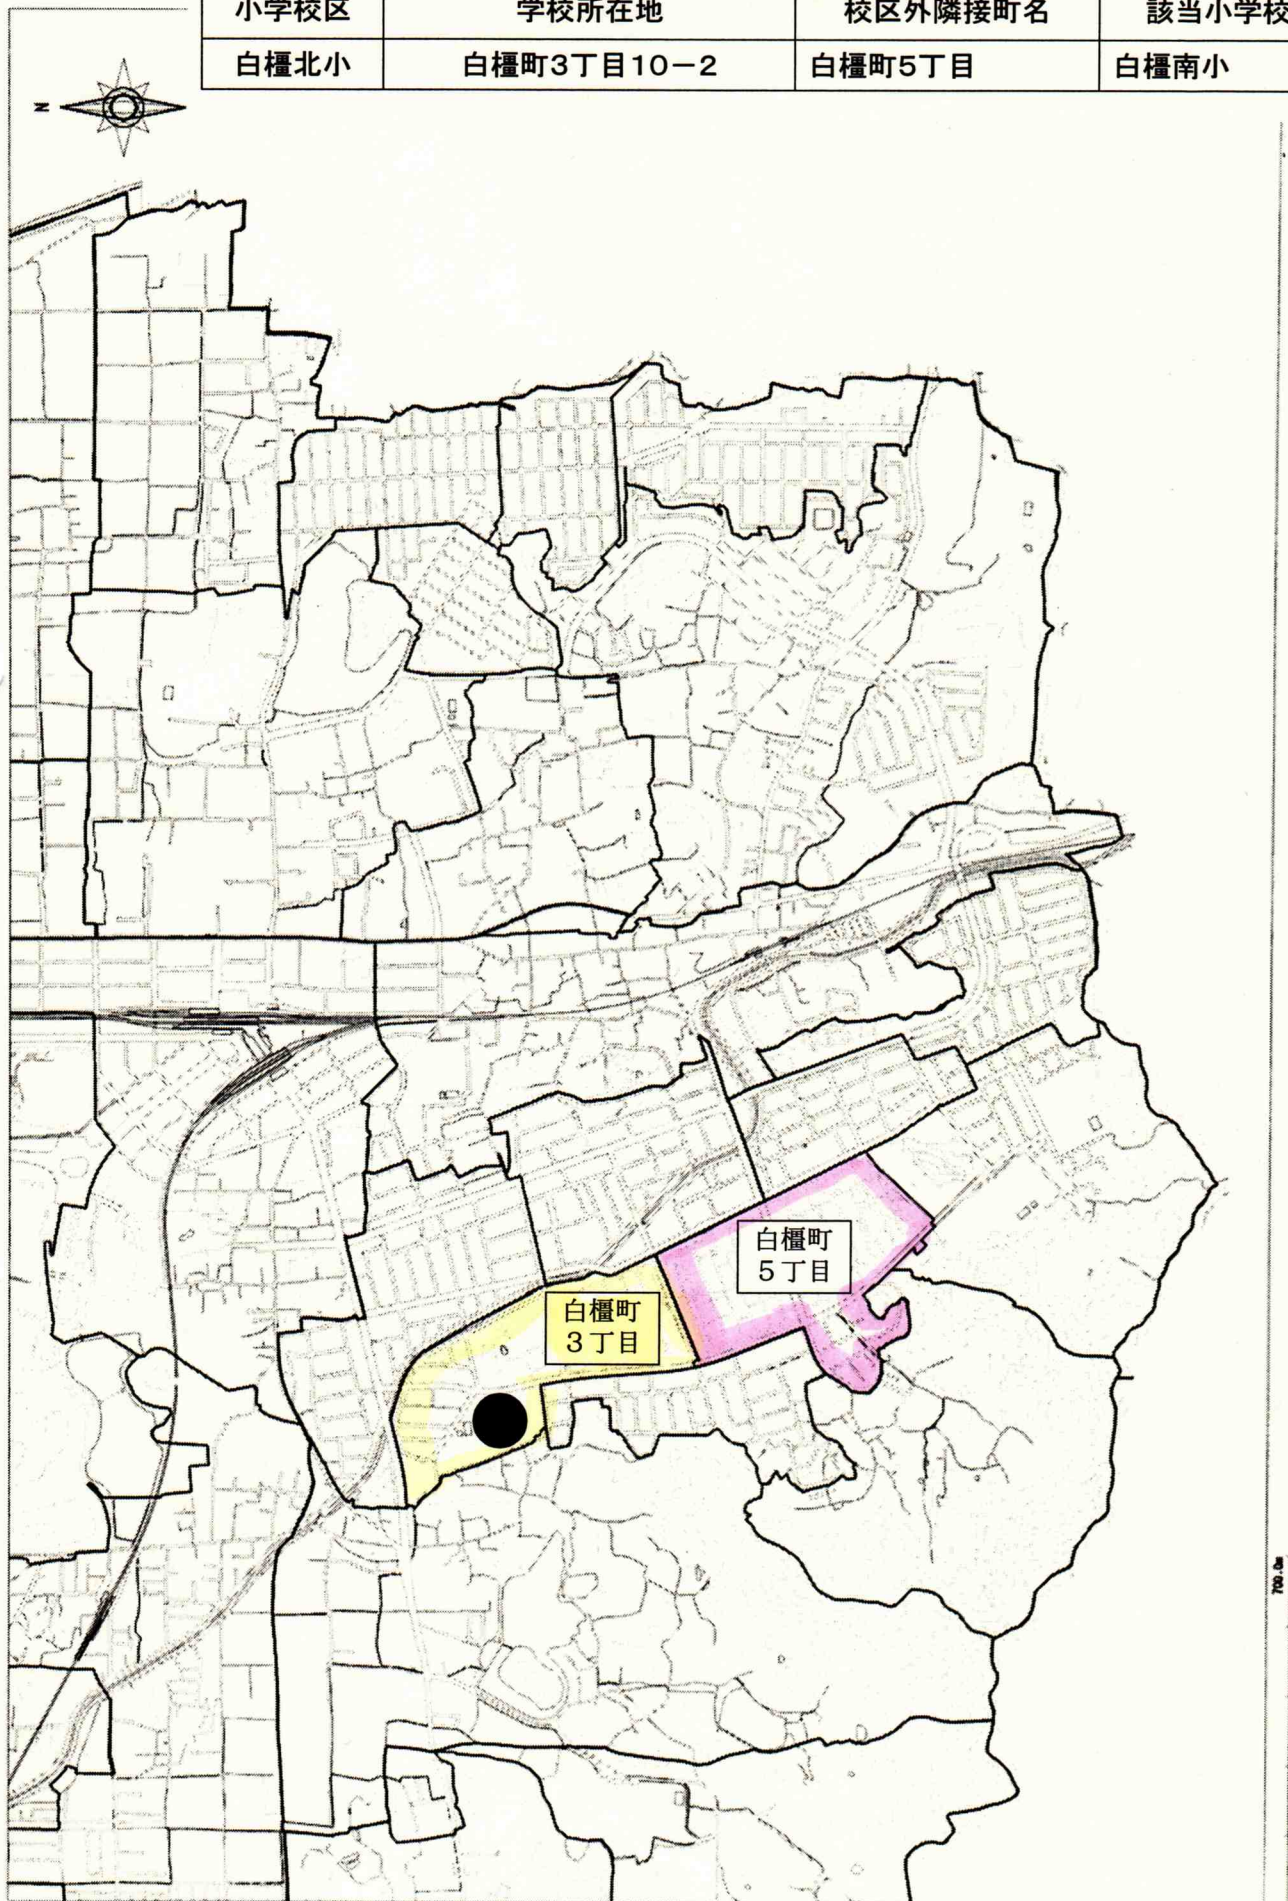 小学校区 学校所在地 校区外隣接町名 該当小学校
白橿北小 白橿町3丁目10－2 白橿町5丁目 白橿南小
N
白橿町
５丁目
白橿町
３丁目
700.0m